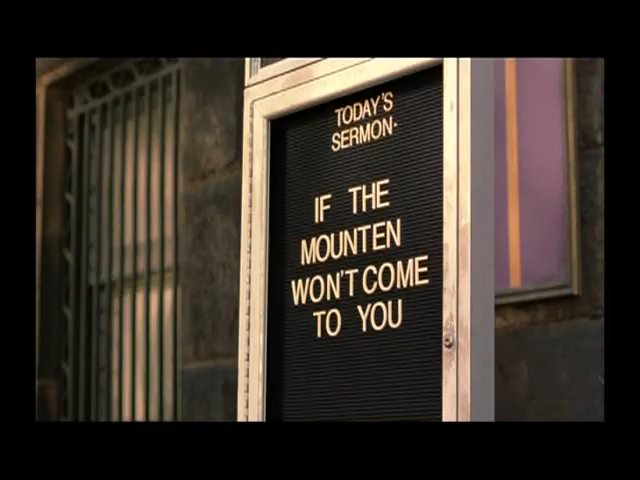 TODAY'S
SERMON-
IF THE
MOUNTEN
WON'T COME
TO YOU